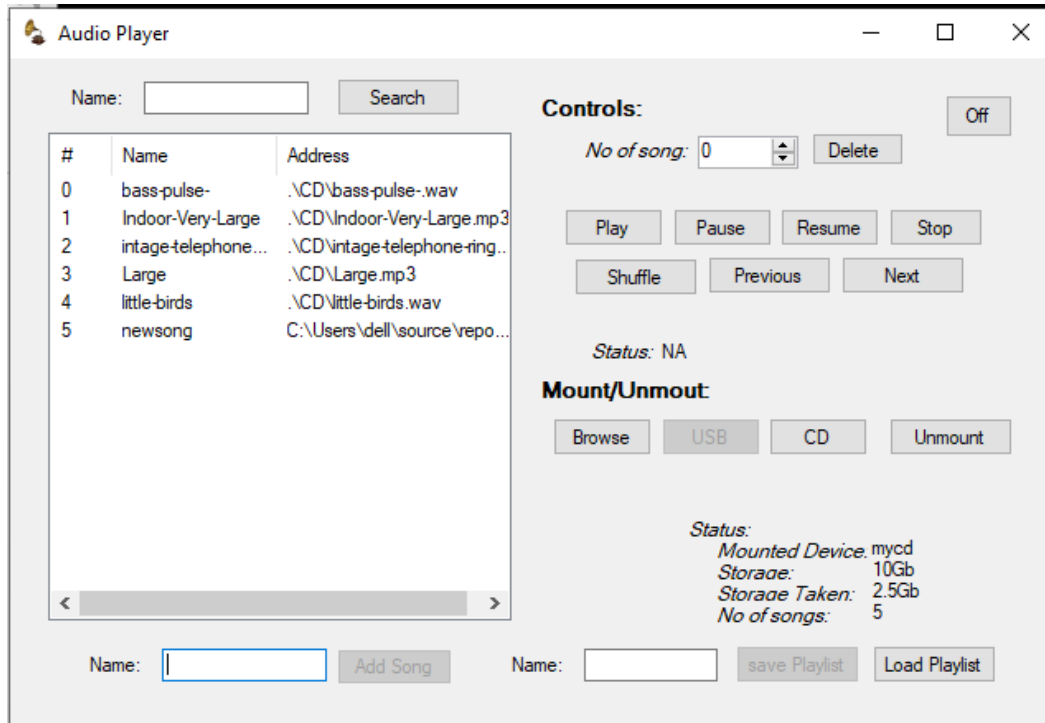 Audio Player
Name: Search
Controls:
Off
No of song: 0 Delete
# Name Address
0 bass-pulse- .\CD\bass-pulse-.wav
1 Indoor-Very-Large .\CD\Indoor-Very-Large.mp3
2 intage-telephone... .\CD\intage-telephone-ring...
3 Large .\CD\Large.mp3
4 little-birds .\CD\little-birds.wav
5 newsong C:\Users\dell\source\repo...
Play Pause Resume Stop
Shuffle Previous Next
Status: NA
Mount/Unmout:
Browse USB CD Unmount
Status:
Mounted Device: mycd
Storage: 10Gb
Storage Taken: 2.5Gb
No of songs: 5
Name: Add Song
Name: save Playlist Load Playlist